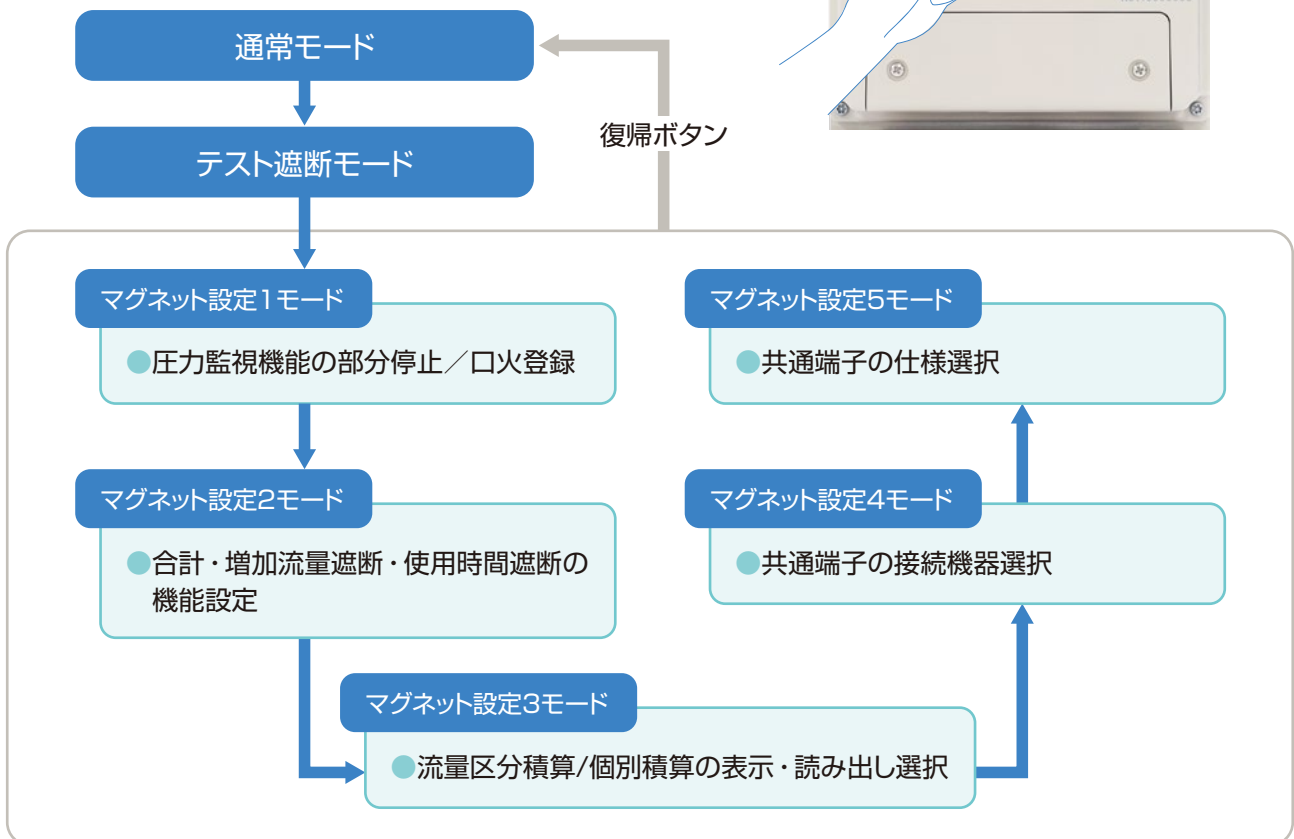 通常モード
テスト遮断モード
復帰ボタン
マグネット設定1モード
●圧力監視機能の部分停止／口火登録
マグネット設定2モード
●合計・増加流量遮断・使用時間遮断の
機能設定
マグネット設定3モード
●流量区分積算/個別積算の表示・読み出し選択
マグネット設定4モード
●共通端子の接続機器選択
マグネット設定5モード
●共通端子の仕様選択